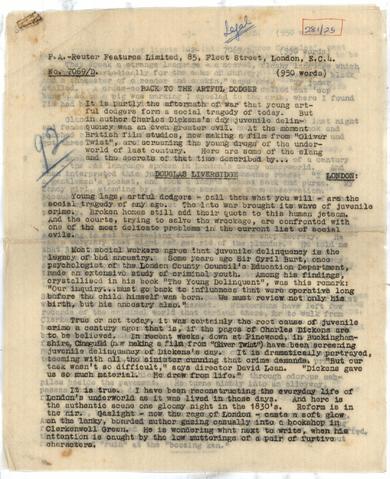 Legal
281/25
P.A.-Reuter Features Limited, 85, Fleet Street, London, E.C.4.
No. 7069/D. (950 words)
BACK TO THE ARTFUL DODGER
92
It is partly the aftermath of war that young art-
ful dodgers form a social tragedy of today. But
in author Charles Dickens's day juvenile delin-
quency was an even greater evil. At the moment
British film studios, now making a film from "Oliver
Twist", are screening the young drugs of the under-
world of last century. Here are some of the slang
and the secrets of that time described by...
DOUGLAS LIVERSIDGE LONDON:
Young lags, artful dodgers - call them what you will - are the
social tragedy of any age. The late war brought its wave of juvenile
crime. Broken homes still add their quota to this human jetsam.
And the courts, trying to solve the wreckage, are confronted with
one of the most delicate problems in the current list of social
evils.
Most social workers agree that juvenile delinquency is the
legacy of bad ancestry. Some years ago Sir Cyril Burt, once
psychologist of the London County Council's Education Department,
made an extensive study of criminal youth. Among his findings,
crystallised in his book "The Young Delinquent", was this remark:
"Our inquiry must go back to influences that were operative long
before the child himself was born. We must review not only his
birth, but his ancestry also."
True or not today, it was certainly the root cause of juvenile
crime a century ago that is, if the pages of Charles Dickens are
to be believed. In recent weeks, down at Pinewood, in Buckingham-
shire, (now making a film from have been screening
juvenile delinquency of Dickens's day. It is dramatically portrayed,
teeming with all the sinister cunning that crime demands. "But our
task wasn't so difficult," says director David Lean. "Dickens gave
us so much material. He drew from life."
It is true. I have been reconstructing the everyday life of
London's underworld as it was lived in those days. And here is
the authentic scene one gloomy night in the 1830's. Reform is in
the air. Gaslight - now the rage of London - casts a soft glow
on the lanky, bearded author gazing casually into a bookshop in
Clerkenwell Green. He is wondering what next to write, when his
attention is caught by the low mutterings of a pair of furtive
characters.